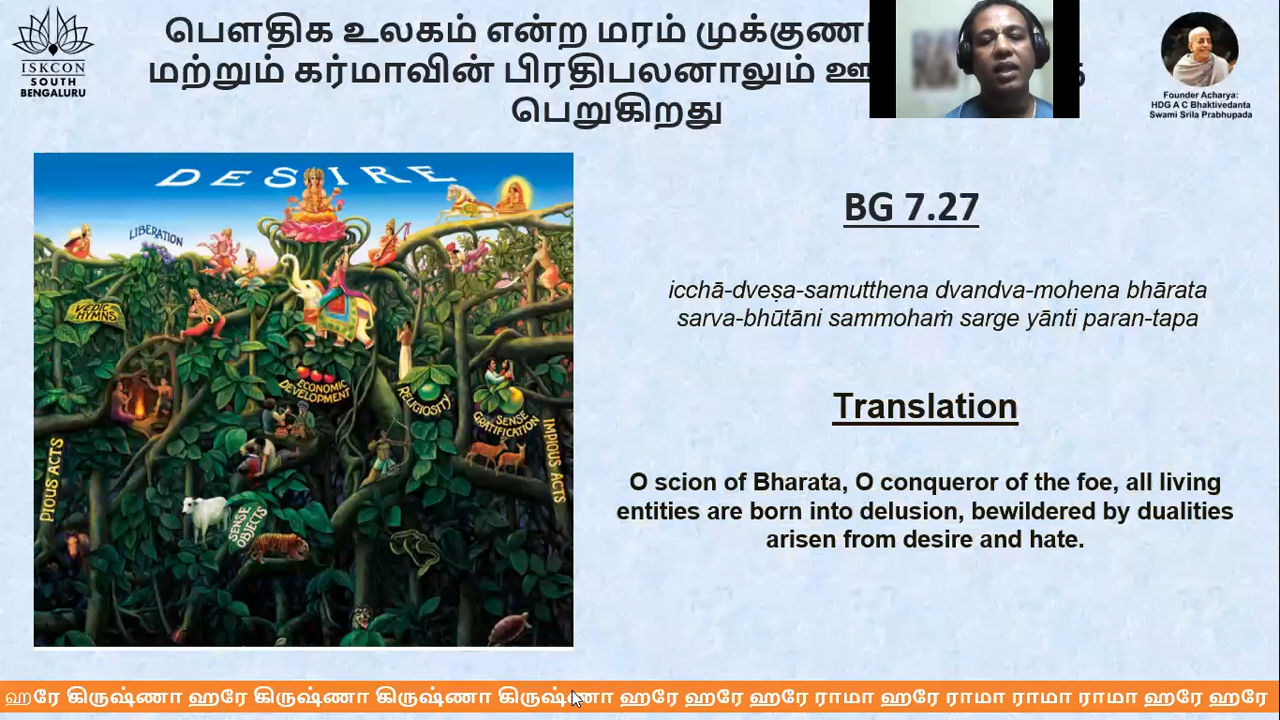 ISKCON
SOUTH
BENGALURU
பௌதிக உலகம் என்ற மரம்
மற்றும் கர்மாவின் பிரதிபலனாலும்
பெறுகிறது
Founder Acharya:
HDG A C Bhaktivedanta
Swami Srila Prabhupada
DESIRE
LIBERATION
VEDIC
HYMNS
ECONOMIC
DEVELOPMENT
RELIGIOSITY
SENSE
GRATIFICATION
PIOUS ACTS
IMPIOUS ACTS
SENSE
OBJECTS
BG 7.27
icchā-dveṣa-samutthena dvandva-mohena bhārata
sarva-bhūtāni sammohaṁ sarge yānti paran-tapa
Translation
O scion of Bharata, O conqueror of the foe, all living
entities are born into delusion, bewildered by dualities
arisen from desire and hate.
ஹரே கிருஷ்ணா ஹரே கிருஷ்ணா கிருஷ்ணா கிருஷ்ணா ஹரே ஹரே ஹரே ராமா ஹரே ராமா ராமா ராமா ஹரே ஹரே